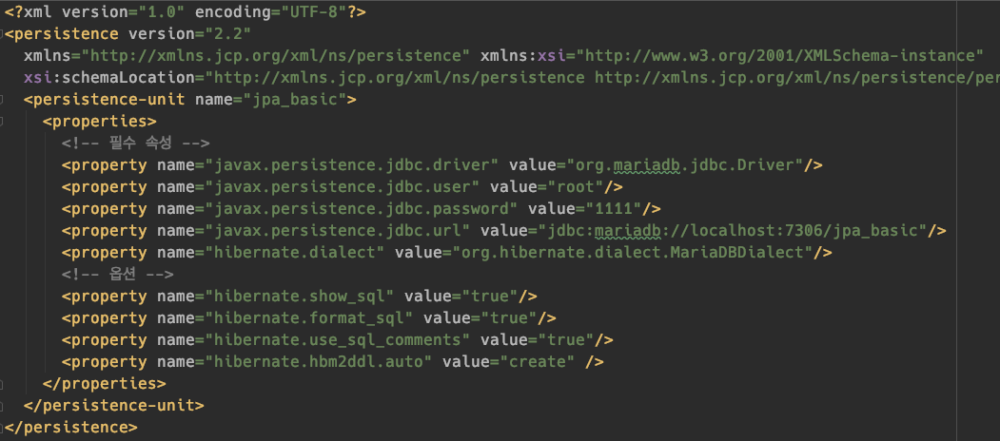 <?xml version="1.0" encoding="UTF-8"?>
<persistence version="2.2"
xmlns="http://xmlns.jcp.org/xml/ns/persistence" xmlns:xsi="http://www.w3.org/2001/XMLSchema-instance"
xsi:schemaLocation="http://xmlns.jcp.org/xml/ns/persistence http://xmlns.jcp.org/xml/ns/persistence/per
<persistence-unit name="jpa_basic">
<properties>
<!-- 필수 속성 -->
<property name="javax.persistence.jdbc.driver" value="org.mariadb.jdbc.Driver"/>
<property name="javax.persistence.jdbc.user" value="root"/>
<property name="javax.persistence.jdbc.password" value="1111"/>
<property name="javax.persistence.jdbc.url" value="jdbc:mariadb://localhost:7306/jpa_basic"/>
<property name="hibernate.dialect" value="org.hibernate.dialect.MariaDBDialect"/>
<!-- 옵션 -->
<property name="hibernate.show_sql" value="true"/>
<property name="hibernate.format_sql" value="true"/>
<property name="hibernate.use_sql_comments" value="true"/>
<property name="hibernate.hbm2ddl.auto" value="create" />
</properties>
</persistence-unit>
</persistence>